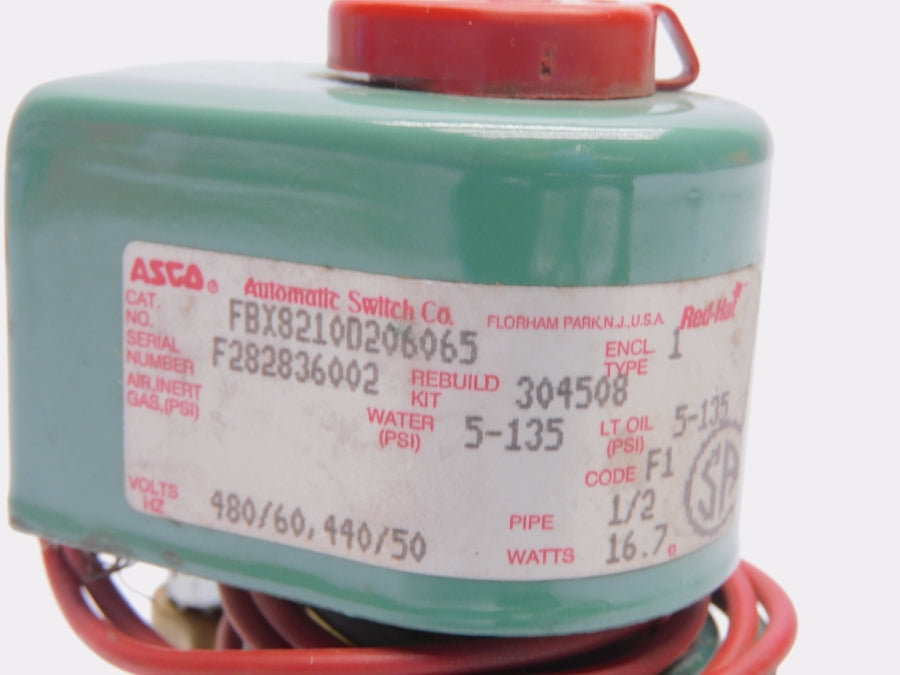 ASCO® Automatic Switch Co. FLORHAM PARK,N.J.,U.S.A. Red-Hat
CAT. NO. FBX8210D206065 ENCL. TYPE 1
SERIAL NUMBER F282836002 REBUILD KIT 304508
AIR,INERT GAS,(PSI) WATER (PSI) 5-135 LT OIL (PSI) 5-135
CODE F1
SA
VOLTS HZ 480/60,440/50 PIPE 1/2
WATTS 16.7